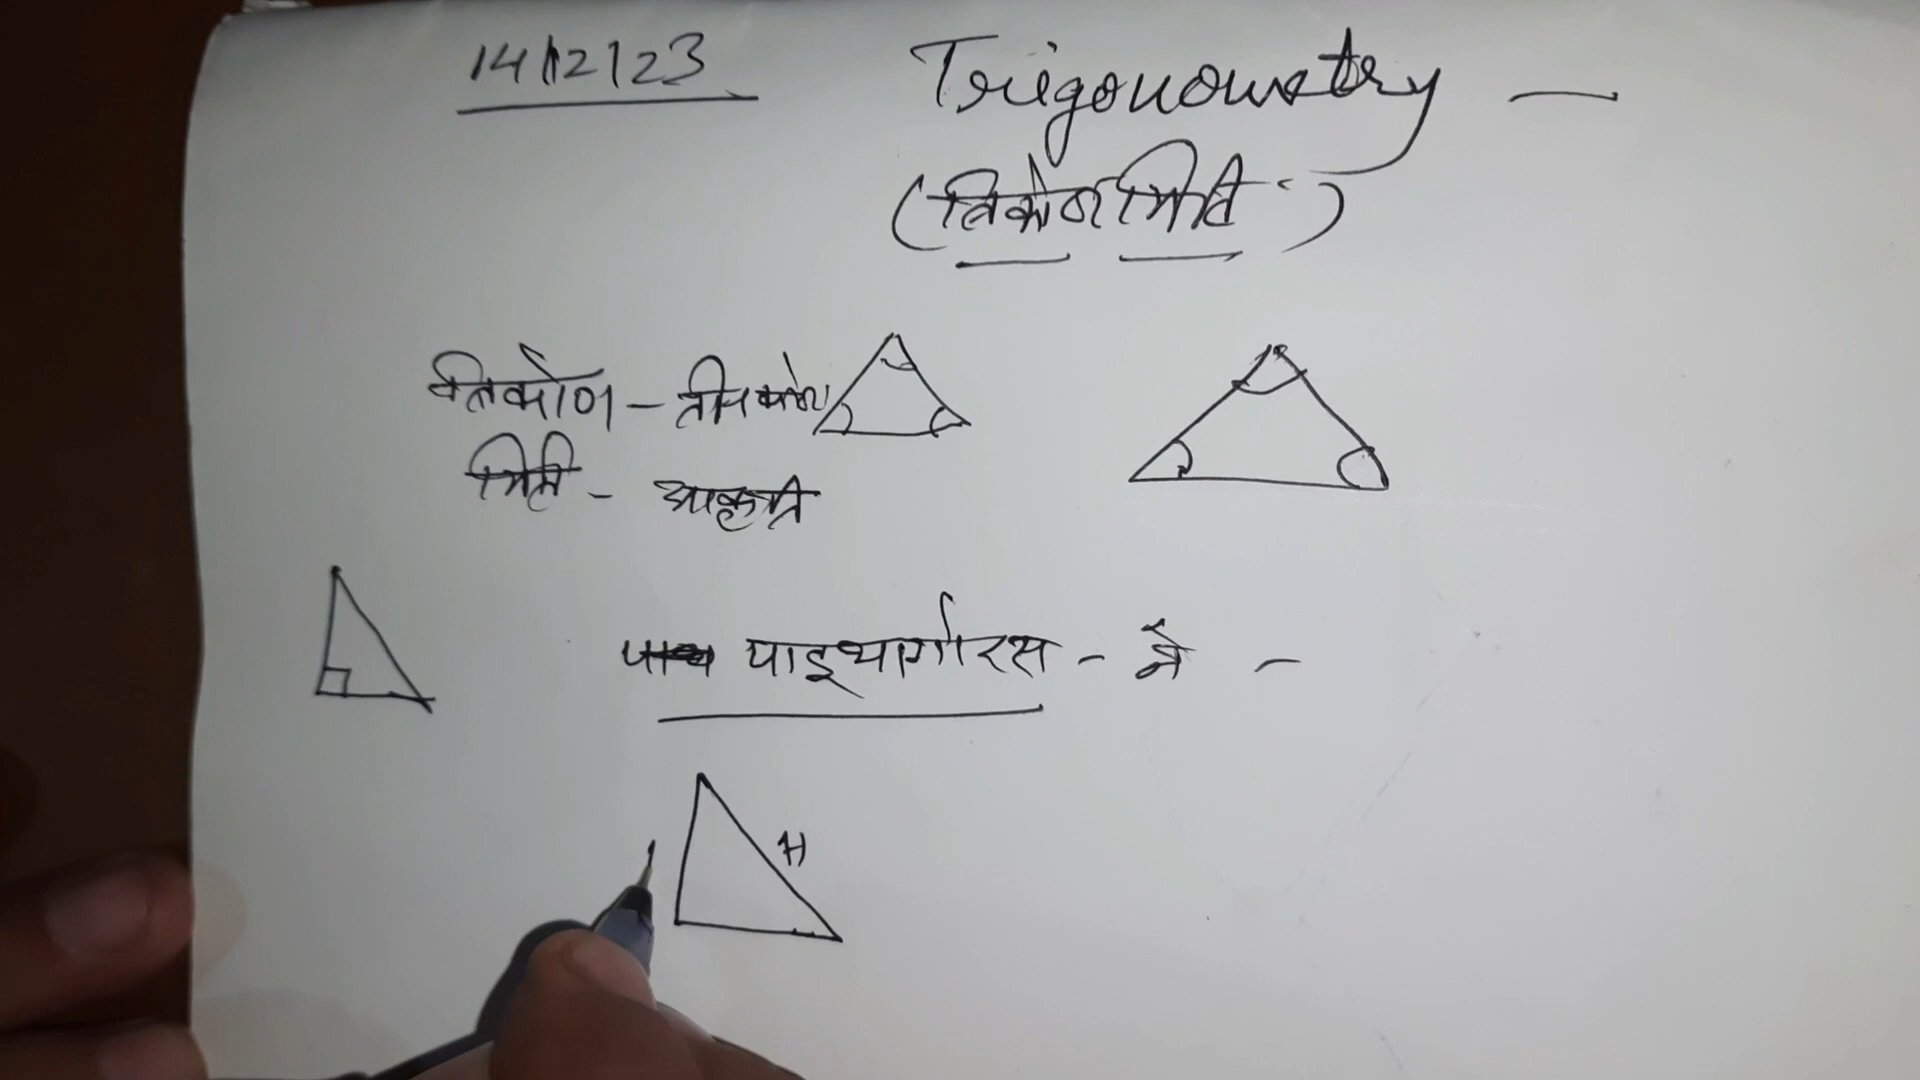 14/12/23
Trigonometry —
(त्रिकोणमिति)
त्रिकोण - तीन कोण
मिति - आकृति
पाइथागोरस - ने -
H